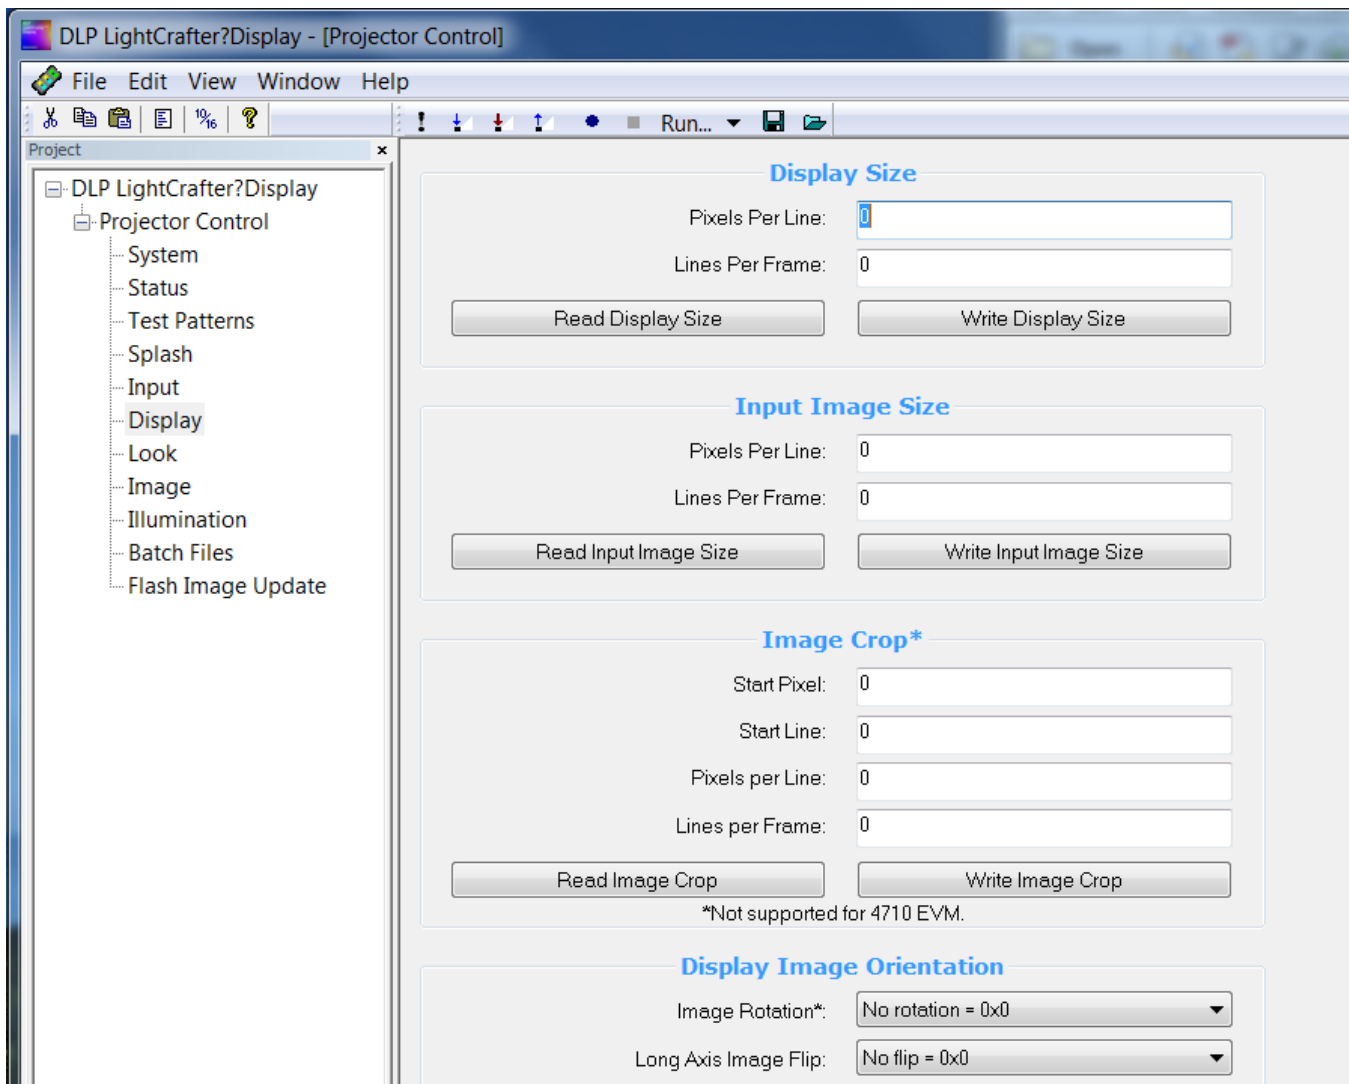 DLP LightCrafter?Display - [Projector Control]
Open
File Edit View Window Help
10/16 Run...
Project
DLP LightCrafter?Display
Projector Control
System
Status
Test Patterns
Splash
Input
Display
Look
Image
Illumination
Batch Files
Flash Image Update
Display Size
Pixels Per Line: 0
Lines Per Frame: 0
Read Display Size Write Display Size
Input Image Size
Pixels Per Line: 0
Lines Per Frame: 0
Read Input Image Size Write Input Image Size
Image Crop*
Start Pixel: 0
Start Line: 0
Pixels per Line: 0
Lines per Frame: 0
Read Image Crop Write Image Crop
*Not supported for 4710 EVM.
Display Image Orientation
Image Rotation*: No rotation = 0x0
Long Axis Image Flip: No flip = 0x0